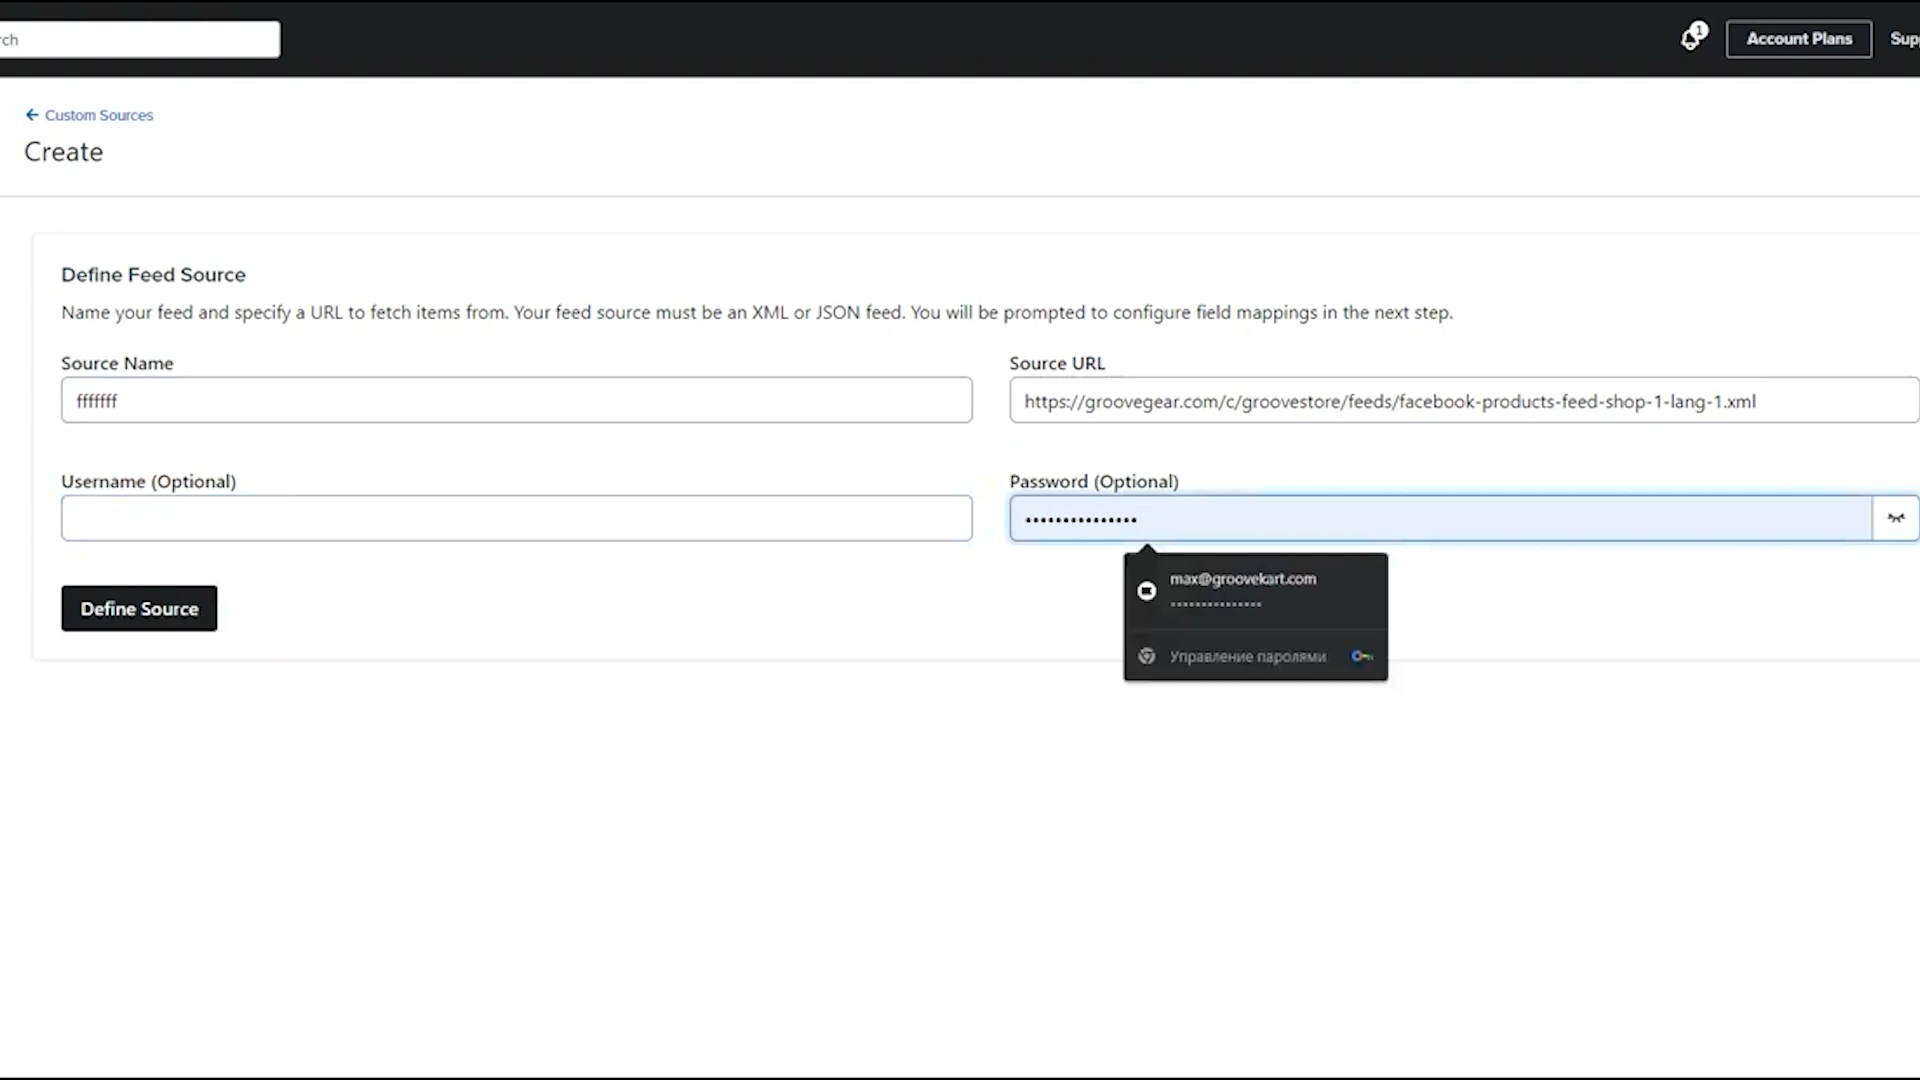 1
Account Plans
Custom Sources
Create
Define Feed Source
Name your feed and specify a URL to fetch items from. Your feed source must be an XML or JSON feed. You will be prompted to configure field mappings in the next step.
Source Name
Source URL
fffffff
https://groovegear.com/c/groovestore/feeds/facebook-products-feed-shop-1-lang-1.xml
Username (Optional)
Password (Optional)
•••••••••••••••
max@groovekart.com
•••••••••••••••
Define Source
Управление паролями